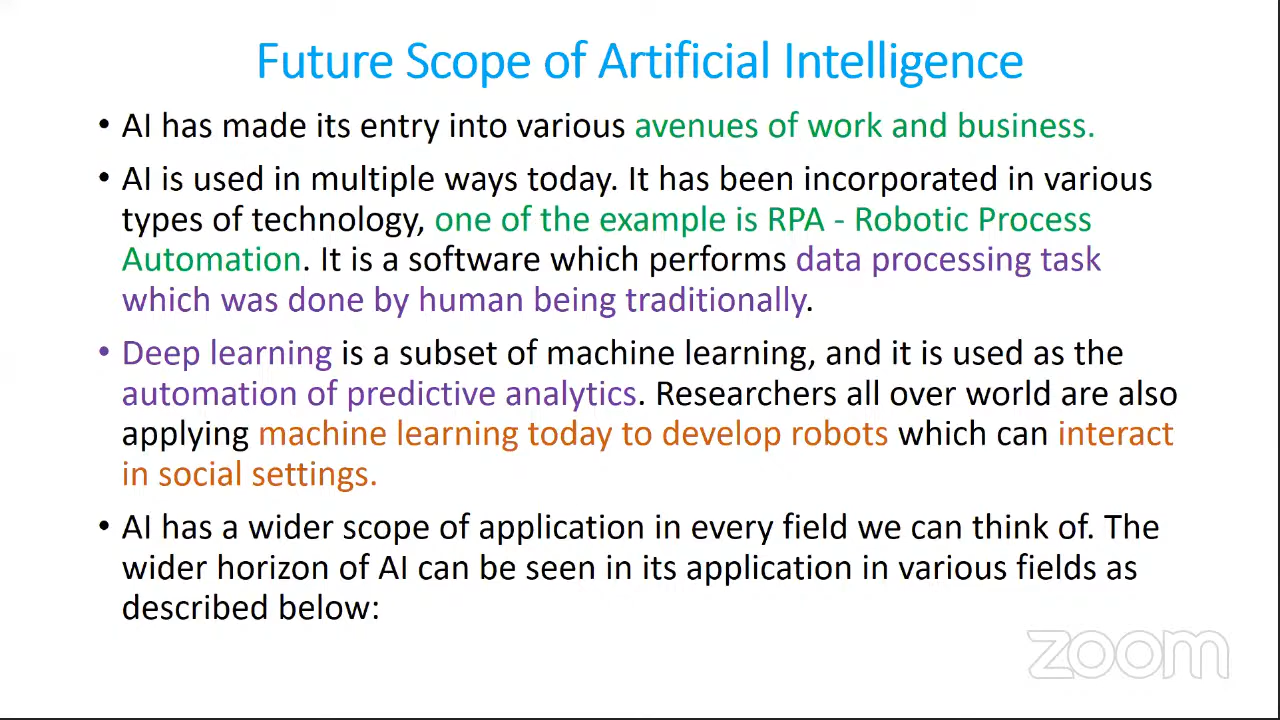 Future Scope of Artificial Intelligence
• AI has made its entry into various avenues of work and business.
• AI is used in multiple ways today. It has been incorporated in various
types of technology, one of the example is RPA - Robotic Process
Automation. It is a software which performs data processing task
which was done by human being traditionally.
• Deep learning is a subset of machine learning, and it is used as the
automation of predictive analytics. Researchers all over world are also
applying machine learning today to develop robots which can interact
in social settings.
• AI has a wider scope of application in every field we can think of. The
wider horizon of AI can be seen in its application in various fields as
described below:
zoom